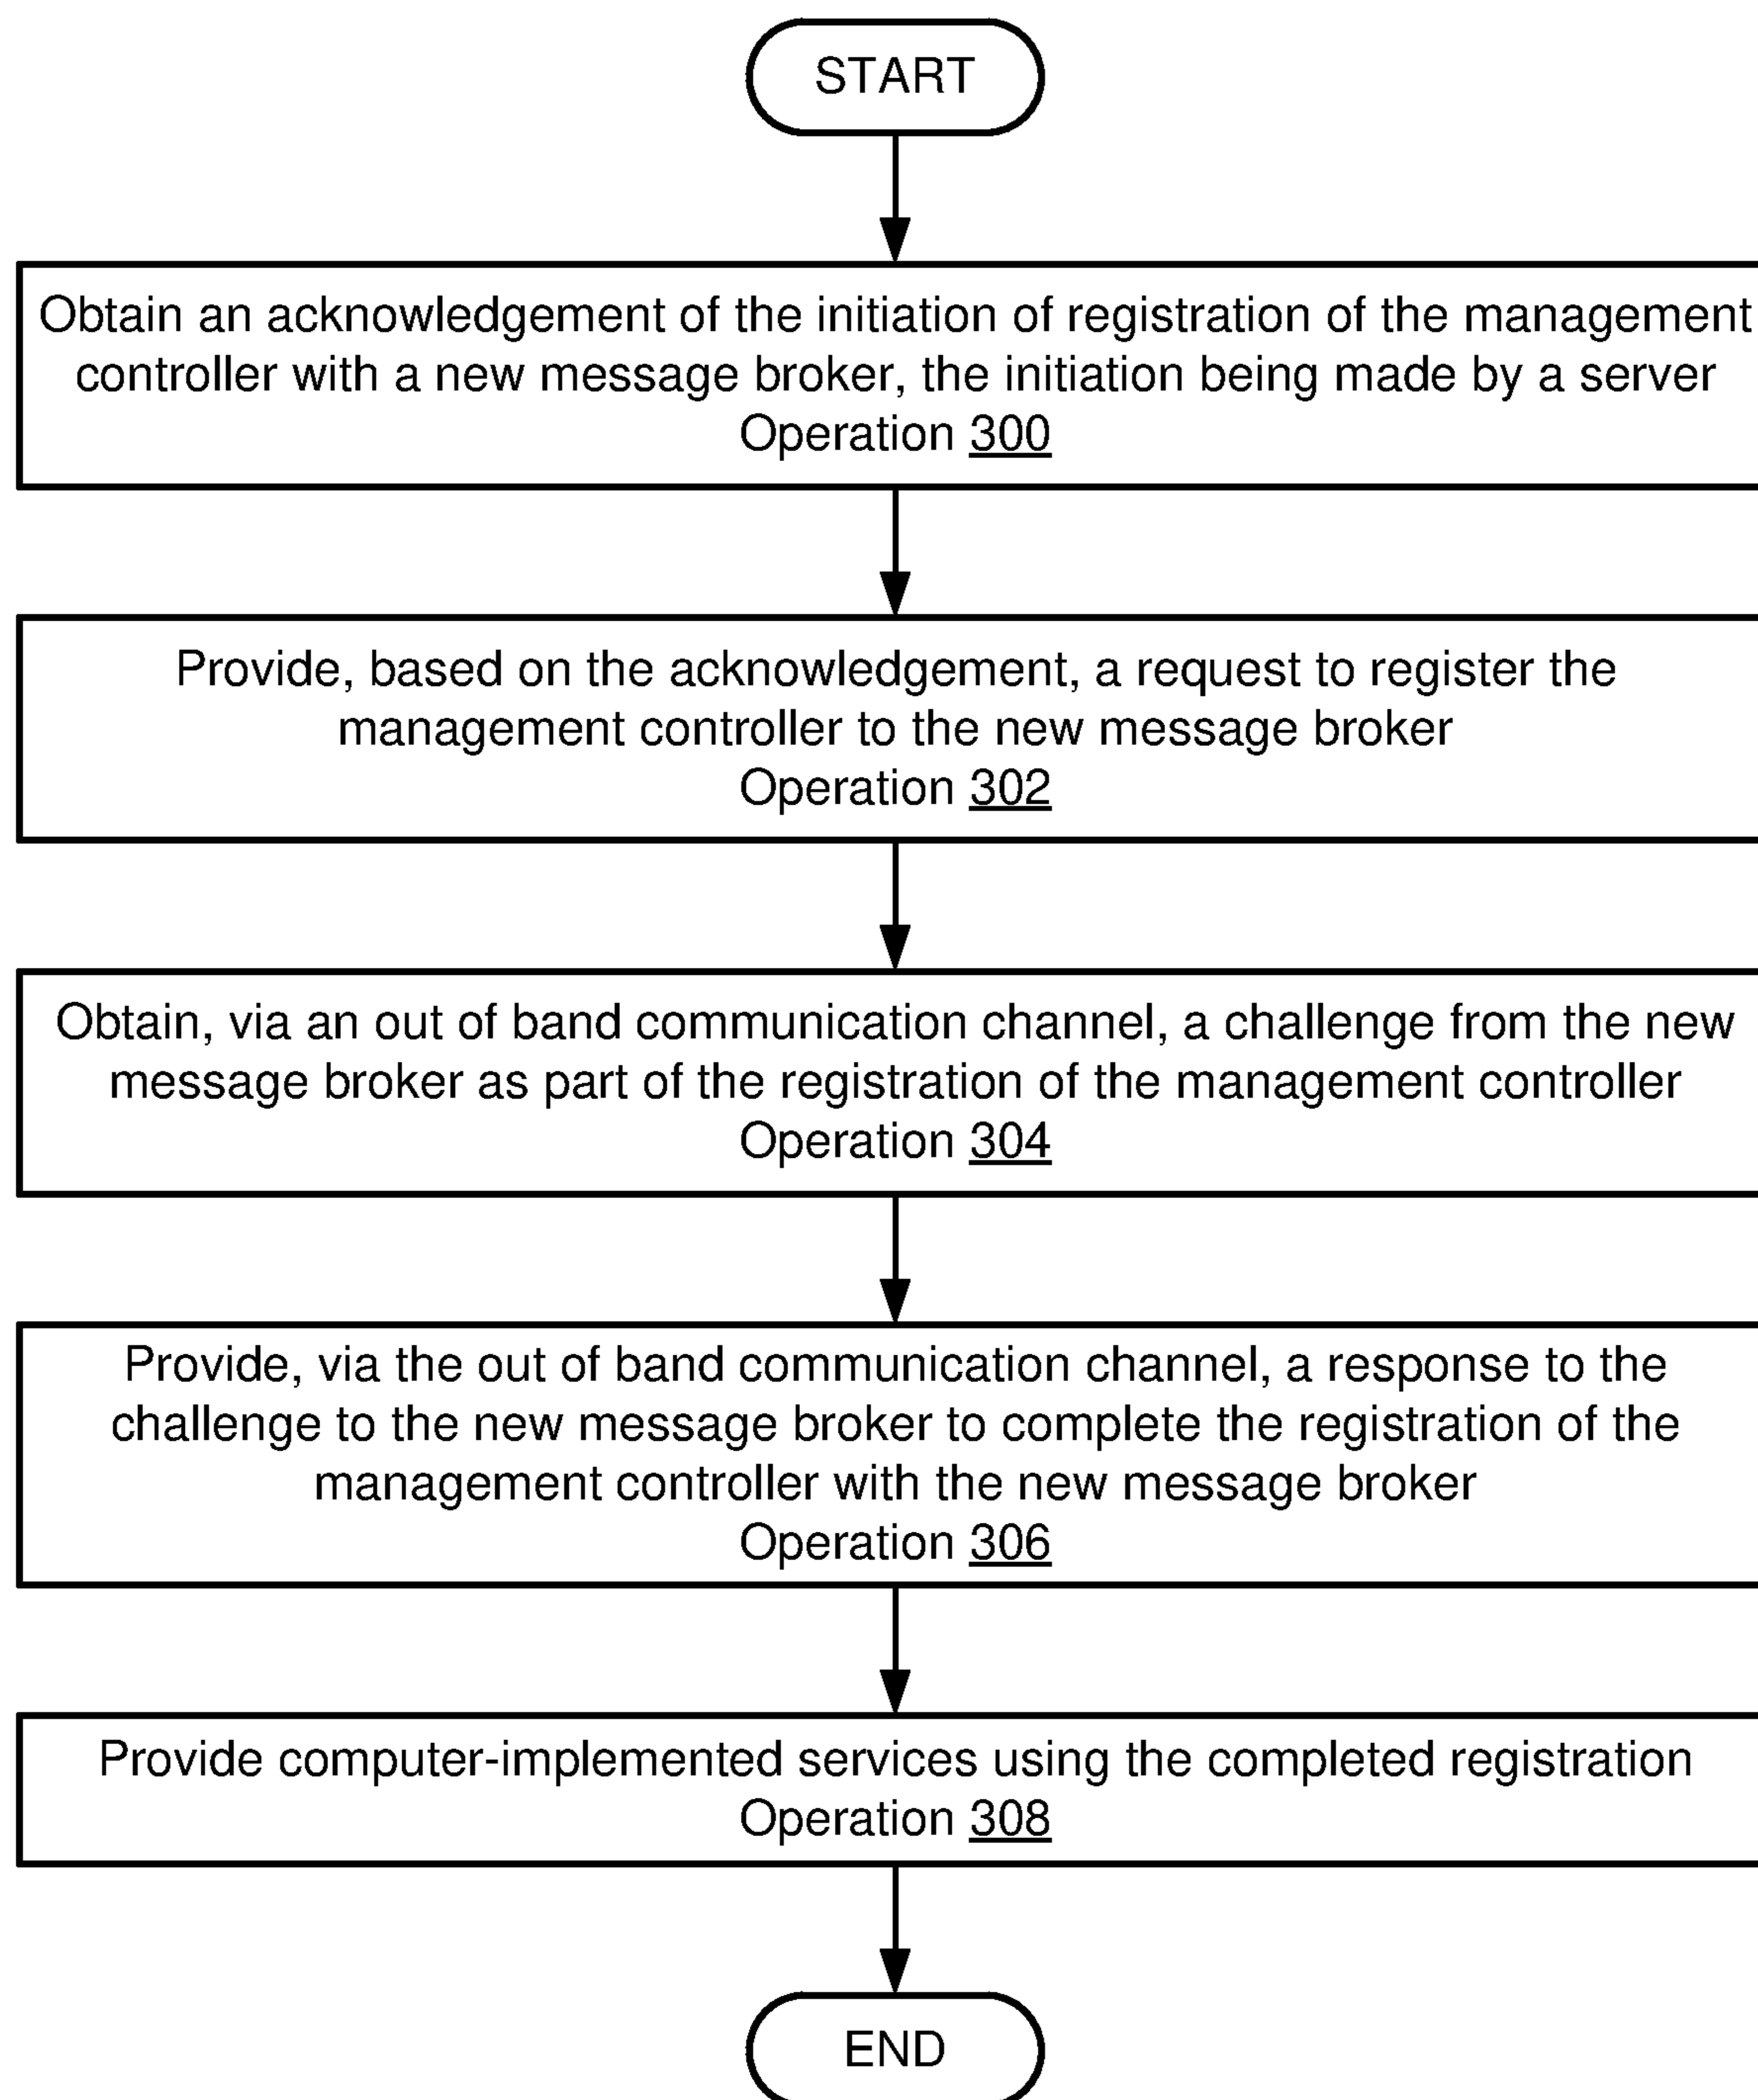 START
Obtain an acknowledgement of the initiation of registration of the management
controller with a new message broker, the initiation being made by a server
Operation 300
Provide, based on the acknowledgement, a request to register the
management controller to the new message broker
Operation 302
Obtain, via an out of band communication channel, a challenge from the new
message broker as part of the registration of the management controller
Operation 304
Provide, via the out of band communication channel, a response to the
challenge to the new message broker to complete the registration of the
management controller with the new message broker
Operation 306
Provide computer-implemented services using the completed registration
Operation 308
END